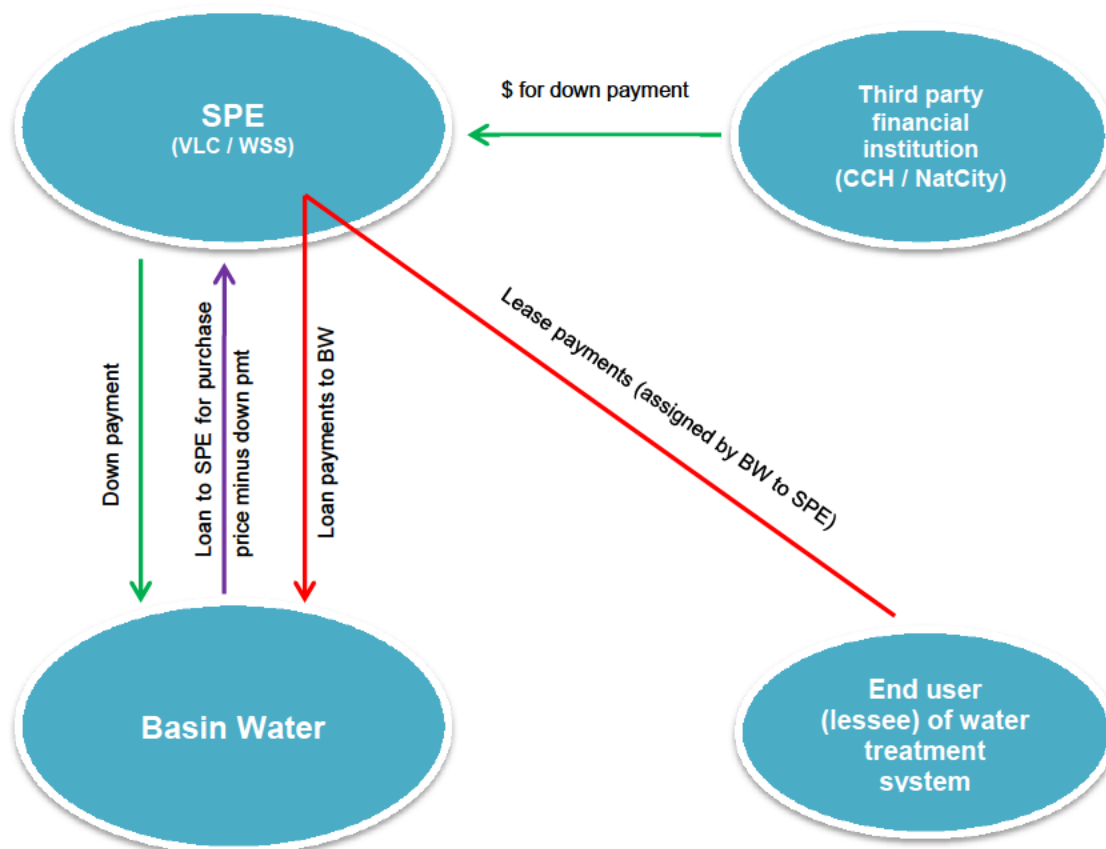 SPE
(VLC / WSS)
$ for down payment
Third party
financial
institution
(CCH / NatCity)
Down payment
Loan to SPE for purchase
price minus down pmt
Loan payments to BW
Lease payments (assigned by BW to SPE)
Basin Water
End user
(lessee) of water
treatment
system